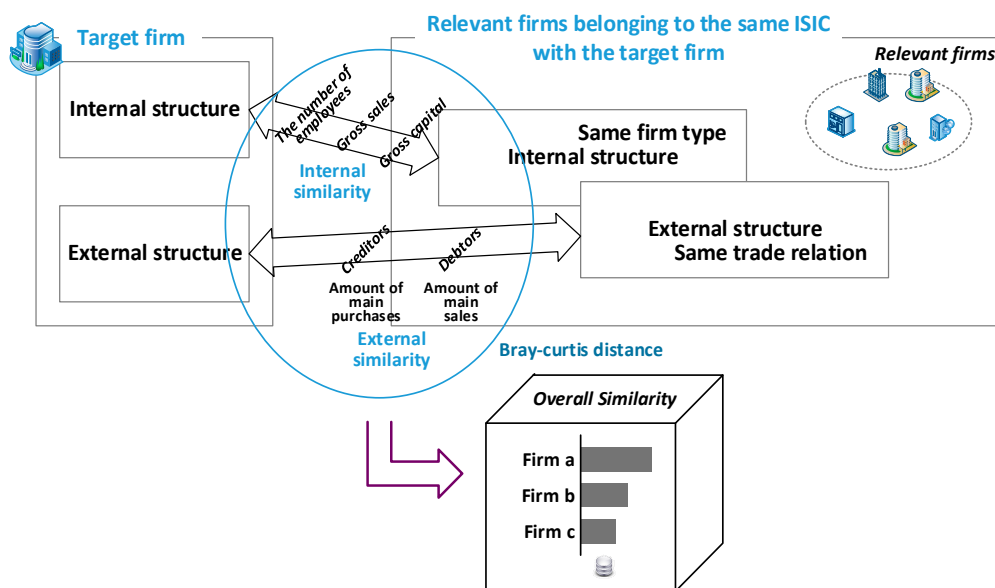 Target firm
Relevant firms belonging to the same ISIC
with the target firm
Relevant firms
Internal structure
The number of
employees
Gross sales
Gross capital
Same firm type
Internal structure
Internal
similarity
External structure
Creditors
Debtors
External structure
Same trade relation
Amount of
main
purchases
Amount of
main
sales
External
similarity
Bray-curtis distance
Overall Similarity
Firm a
Firm b
Firm c